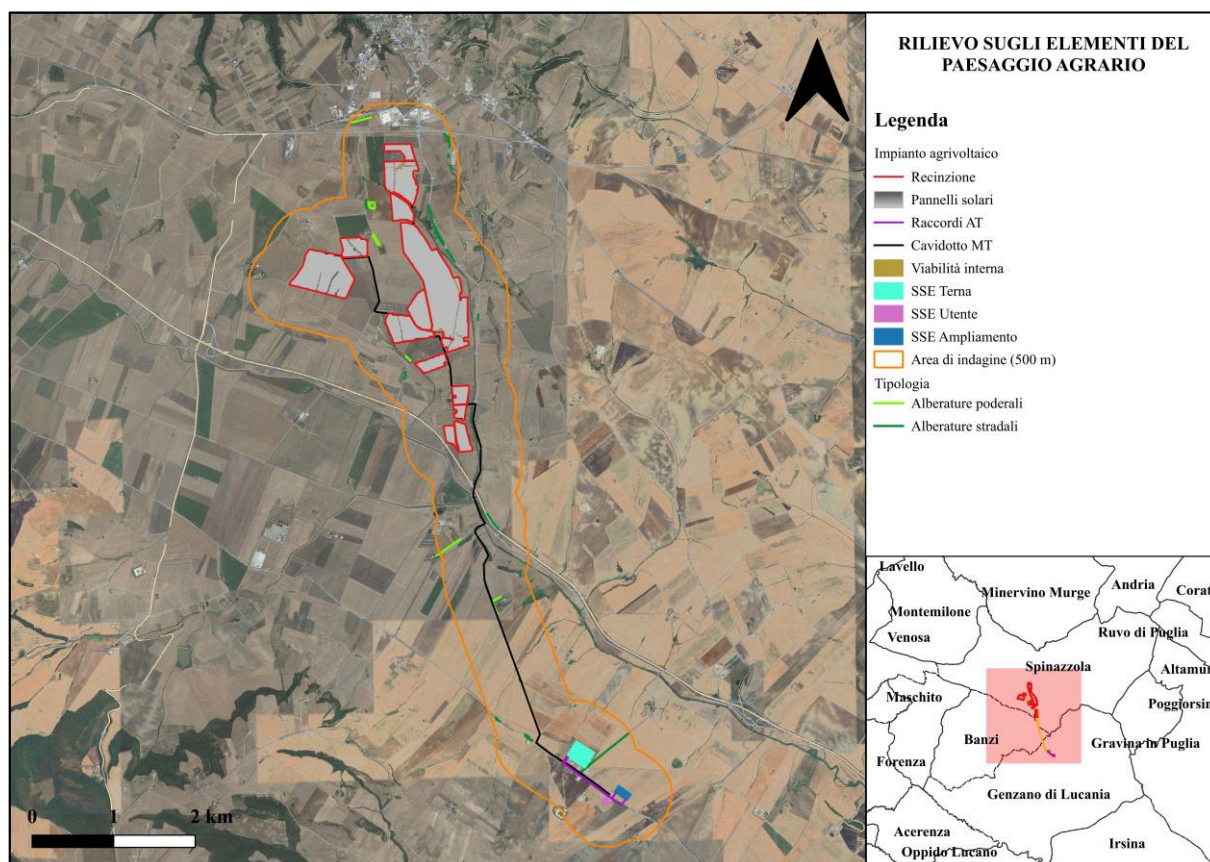 RILIEVO SUGLI ELEMENTI DEL
PAESAGGIO AGRARIO
Legenda
Impianto agrivoltaico
Recinzione
Pannelli solari
Raccordi AT
Cavidotto MT
Viabilità interna
SSE Terna
SSE Utente
SSE Ampliamento
Area di indagine (500 m)
Tipologia
Alberature poderali
Alberature stradali
0 1 2 km
Lavello
Minervino Murge
Andria
Corat
Montemilone
Ruvo di Puglia
Venosa
Spinazzola
Altamur
Maschito
Poggiorsin
Banzi
Gravina in Puglia
Forenza
Genzano di Lucania
Acerenza
Irsina
Oppido Lucano